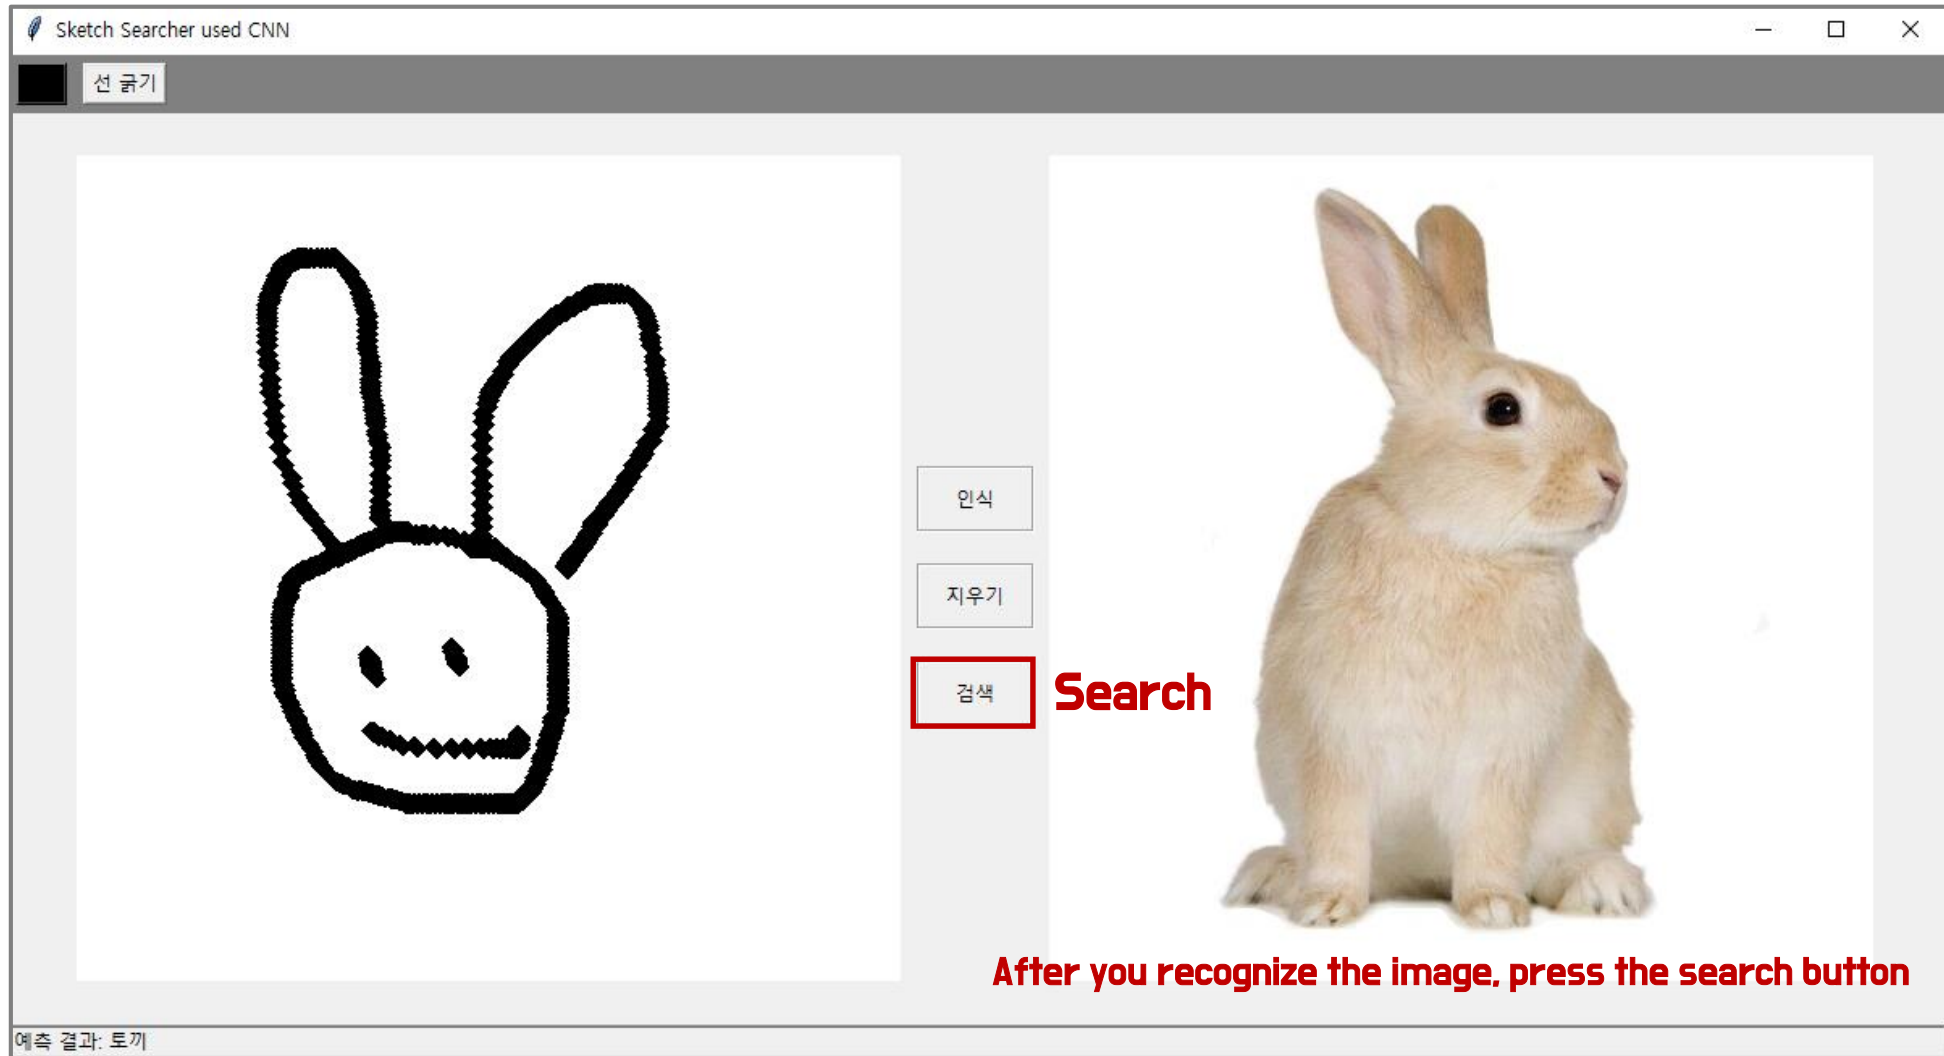 Sketch Searcher used CNN
선 굵기
인식
지우기
검색
Search
After you recognize the image, press the search button
예측 결과: 토끼